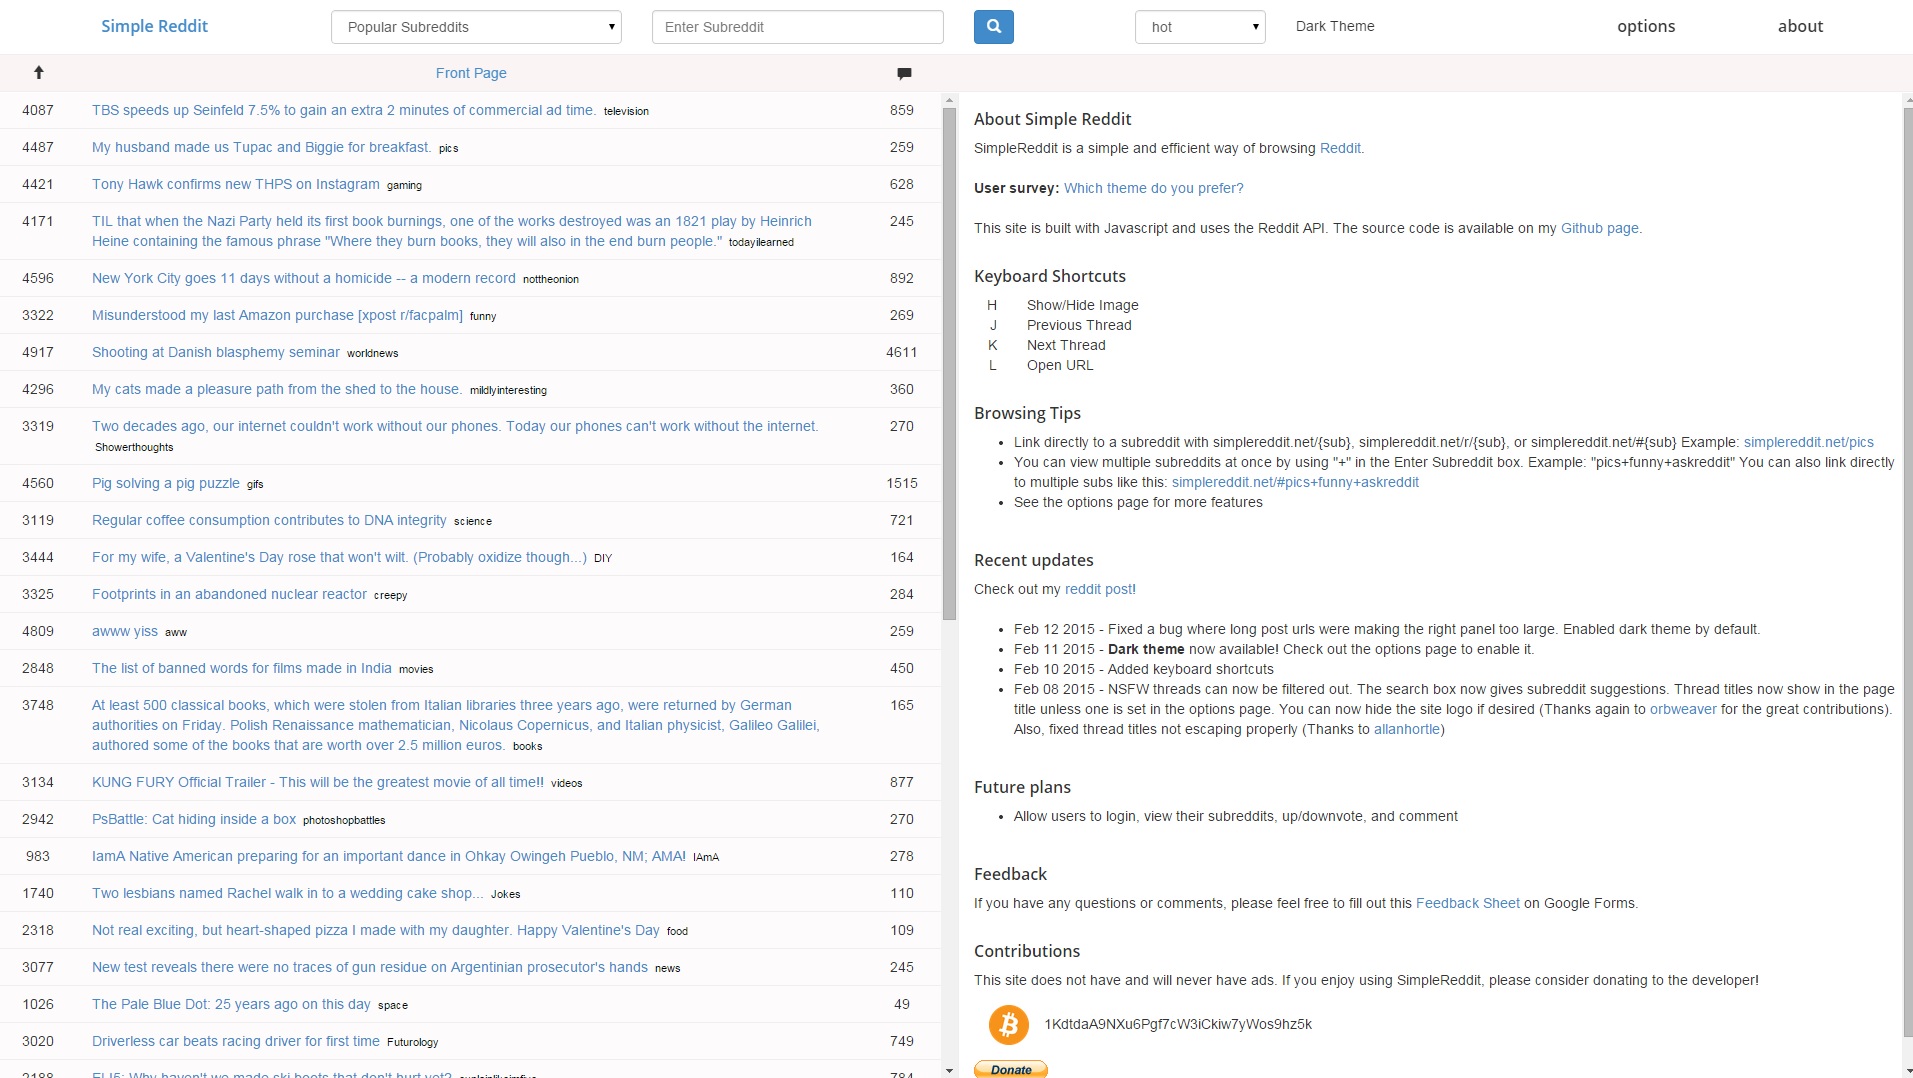 Simple Reddit
Popular Subreddits
Enter Subreddit
hot
Dark Theme
options
about
Front Page
4087 TBS speeds up Seinfeld 7.5% to gain an extra 2 minutes of commercial ad time. television 859
4487 My husband made us Tupac and Biggie for breakfast. pics 259
4421 Tony Hawk confirms new THPS on Instagram gaming 628
4171 TIL that when the Nazi Party held its first book burnings, one of the works destroyed was an 1821 play by Heinrich 245
Heine containing the famous phrase "Where they burn books, they will also in the end burn people." todayilearned
4596 New York City goes 11 days without a homicide -- a modern record nottheonion 892
3322 Misunderstood my last Amazon purchase [xpost r/facpalm] funny 269
4917 Shooting at Danish blasphemy seminar worldnews 4611
4296 My cats made a pleasure path from the shed to the house. mildlyinteresting 360
3319 Two decades ago, our internet couldn't work without our phones. Today our phones can't work without the internet. 270
Showerthoughts
4560 Pig solving a pig puzzle gifs 1515
3119 Regular coffee consumption contributes to DNA integrity science 721
3444 For my wife, a Valentine's Day rose that won't wilt. (Probably oxidize though...) DIY 164
3325 Footprints in an abandoned nuclear reactor creepy 284
4809 awww yiss aww 259
2848 The list of banned words for films made in India movies 450
3748 At least 500 classical books, which were stolen from Italian libraries three years ago, were returned by German 165
authorities on Friday. Polish Renaissance mathematician, Nicolaus Copernicus, and Italian physicist, Galileo Galilei,
authored some of the books that are worth over 2.5 million euros. books
3134 KUNG FURY Official Trailer - This will be the greatest movie of all time!! videos 877
2942 PsBattle: Cat hiding inside a box photoshopbattles 270
983 IamA Native American preparing for an important dance in Ohkay Owingeh Pueblo, NM; AMA! IAmA 278
1740 Two lesbians named Rachel walk in to a wedding cake shop... Jokes 110
2318 Not real exciting, but heart-shaped pizza I made with my daughter. Happy Valentine's Day food 109
3077 New test reveals there were no traces of gun residue on Argentinian prosecutor's hands news 245
1026 The Pale Blue Dot: 25 years ago on this day space 49
3020 Driverless car beats racing driver for first time Futurology 749
2188 ELI5: Why haven't we made ski boots that don't hurt yet? explainlikeimfive 784
About Simple Reddit
SimpleReddit is a simple and efficient way of browsing Reddit.
User survey: Which theme do you prefer?
This site is built with Javascript and uses the Reddit API. The source code is available on my Github page.
Keyboard Shortcuts
H Show/Hide Image
J Previous Thread
K Next Thread
L Open URL
Browsing Tips
• Link directly to a subreddit with simplereddit.net/{sub}, simplereddit.net/r/{sub}, or simplereddit.net/#{sub} Example: simplereddit.net/pics
• You can view multiple subreddits at once by using "+" in the Enter Subreddit box. Example: "pics+funny+askreddit" You can also link directly
to multiple subs like this: simplereddit.net/#pics+funny+askreddit
• See the options page for more features
Recent updates
Check out my reddit post!
• Feb 12 2015 - Fixed a bug where long post urls were making the right panel too large. Enabled dark theme by default.
• Feb 11 2015 - Dark theme now available! Check out the options page to enable it.
• Feb 10 2015 - Added keyboard shortcuts
• Feb 08 2015 - NSFW threads can now be filtered out. The search box now gives subreddit suggestions. Thread titles now show in the page
title unless one is set in the options page. You can now hide the site logo if desired (Thanks again to orbweaver for the great contributions).
Also, fixed thread titles not escaping properly (Thanks to allanhortle)
Future plans
• Allow users to login, view their subreddits, up/downvote, and comment
Feedback
If you have any questions or comments, please feel free to fill out this Feedback Sheet on Google Forms.
Contributions
This site does not have and will never have ads. If you enjoy using SimpleReddit, please consider donating to the developer!
1KdtdaA9NXu6Pgf7cW3iCkiw7yWos9hz5k
Donate